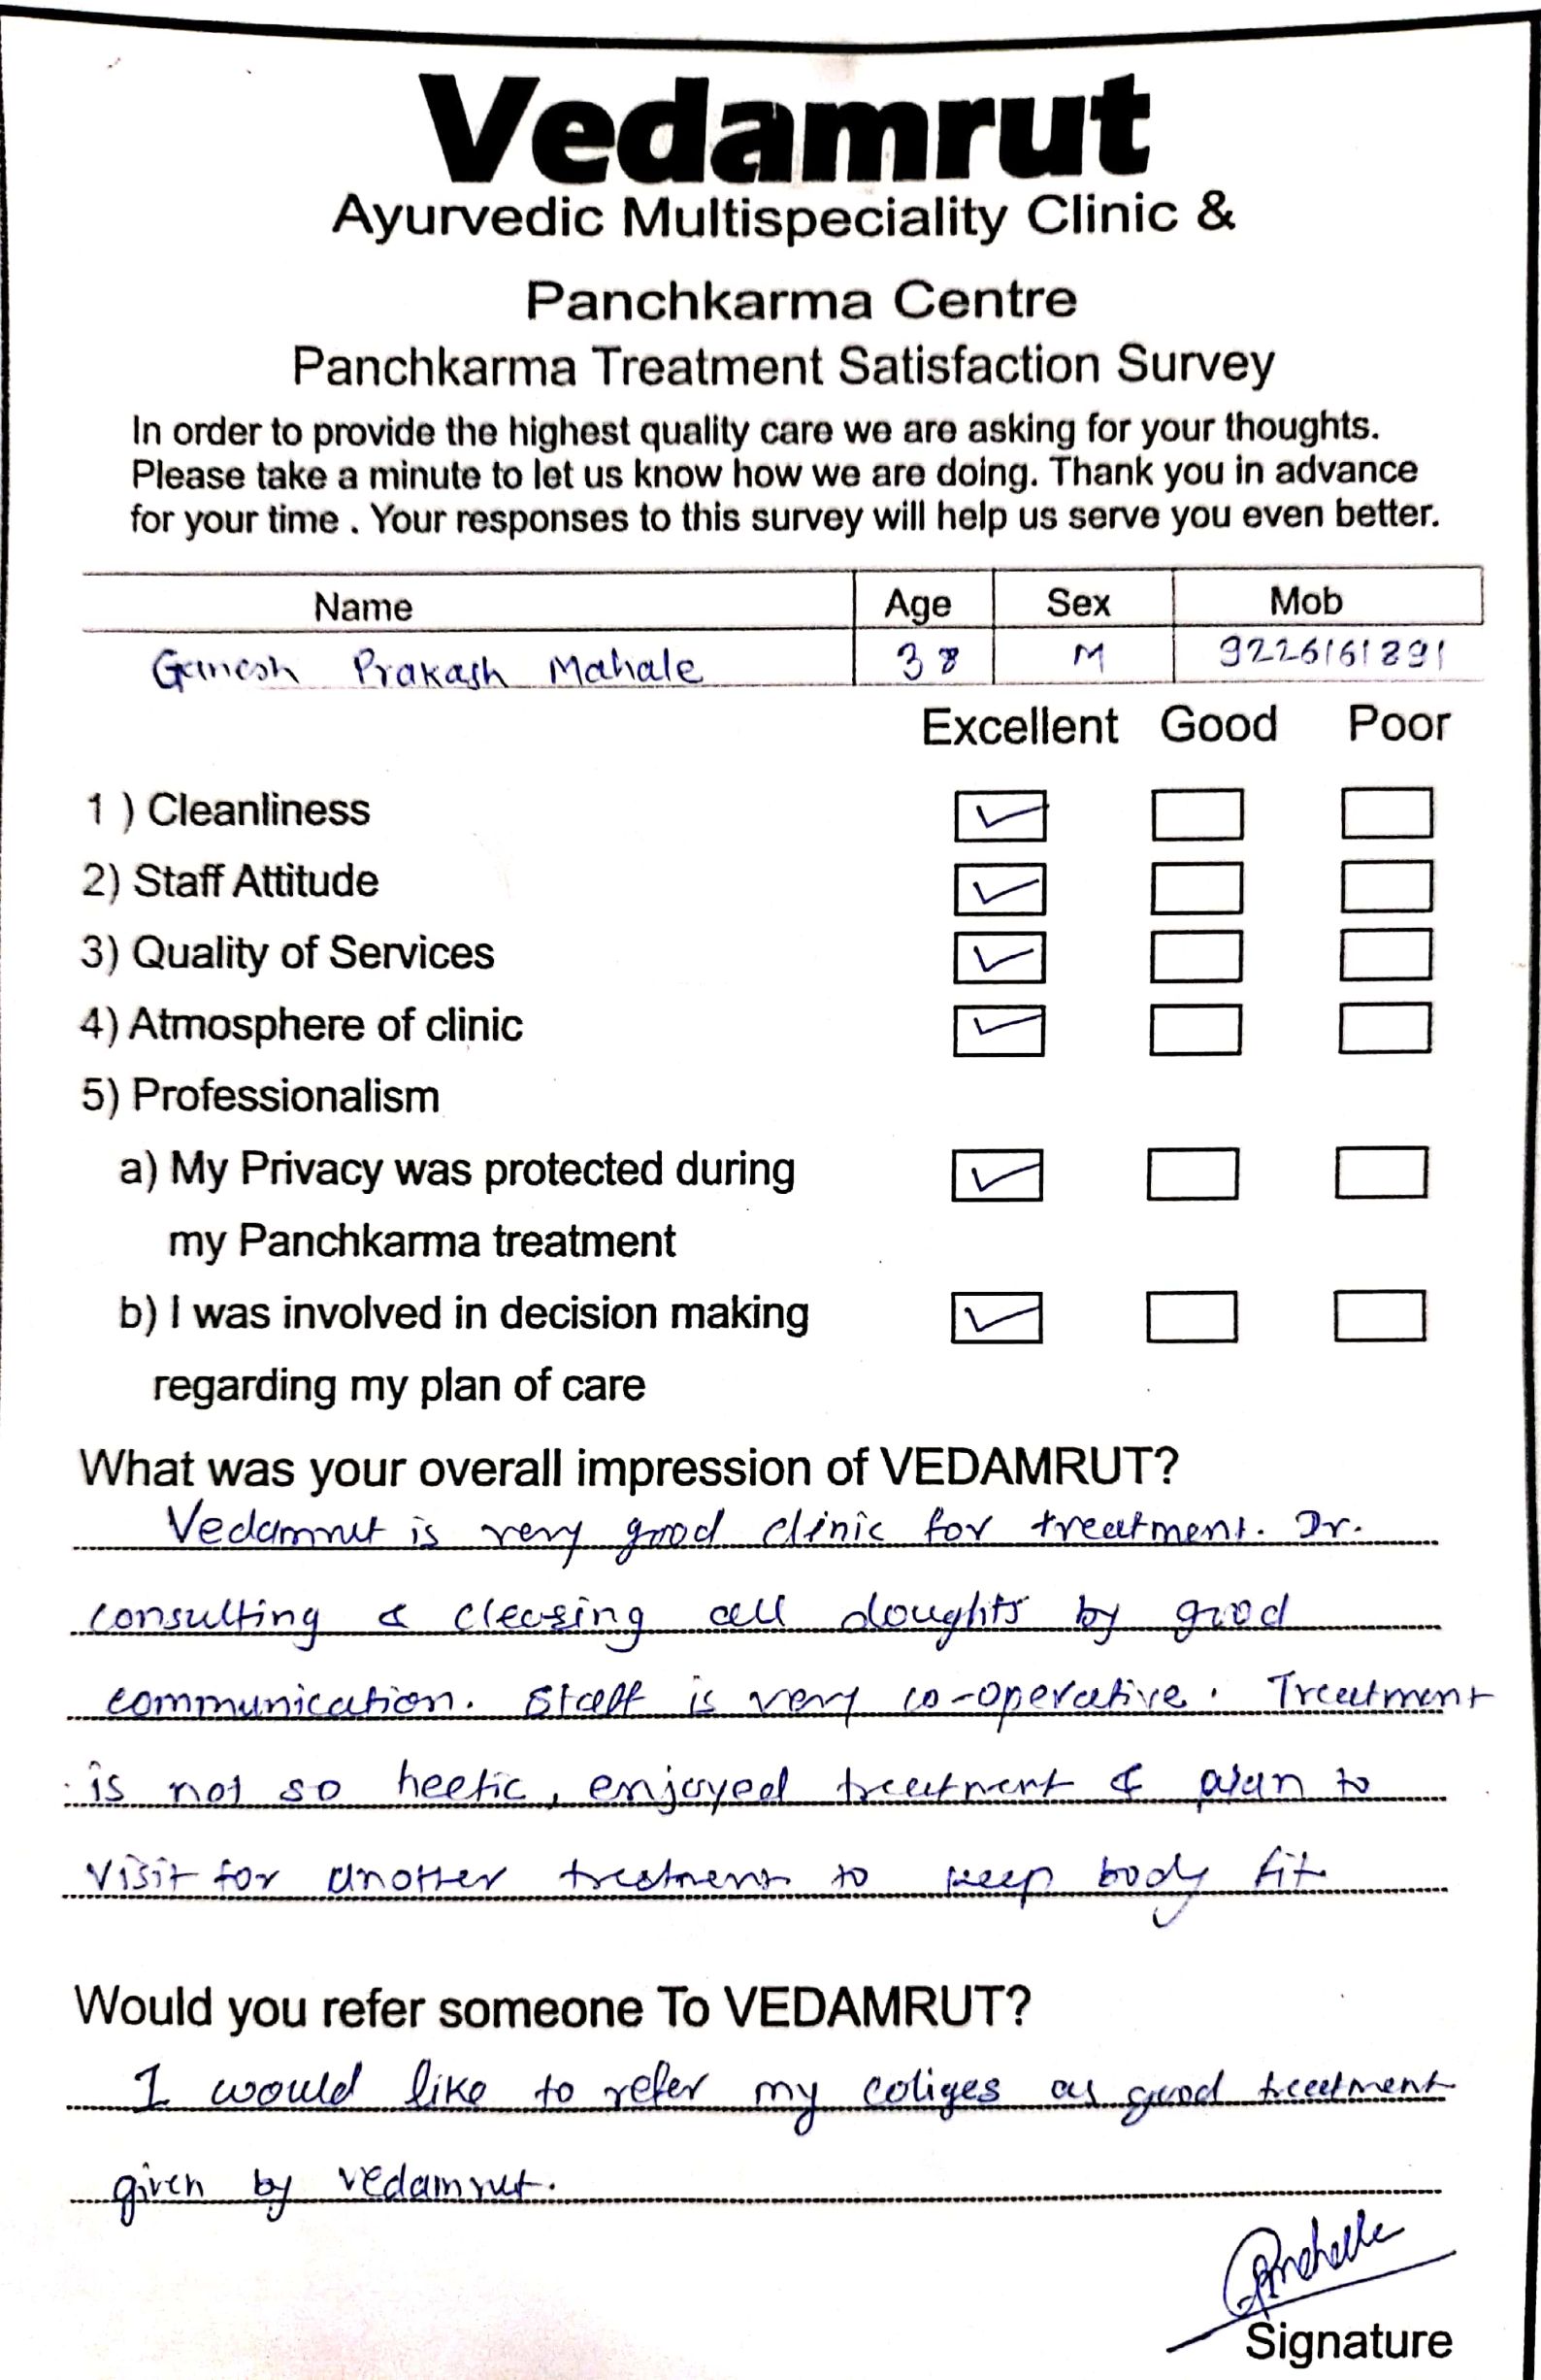 Vedamrut
Ayurvedic Multispeciality Clinic &
Panchkarma Centre
Panchkarma Treatment Satisfaction Survey
In order to provide the highest quality care we are asking for your thoughts.
Please take a minute to let us know how we are doing. Thank you in advance
for your time . Your responses to this survey will help us serve you even better.
Name Age Sex Mob
Ganesh Prakash Mahale 38 M 9226161891
Excellent Good Poor
1 ) Cleanliness
2) Staff Attitude
3) Quality of Services
4) Atmosphere of clinic
5) Professionalism
a) My Privacy was protected during
my Panchkarma treatment
b) I was involved in decision making
regarding my plan of care
What was your overall impression of VEDAMRUT?
Vedamrut is very good clinic for treatment. Dr.
consulting & clearing all doughts by good
communication. Staff is very co-operative. Treatment
is not so heetic, enjoyed treatment & plan to
visit for another treatment to keep body fit
Would you refer someone To VEDAMRUT?
I would like to refer my coliges as good treatment
given by vedamrut.
Signature